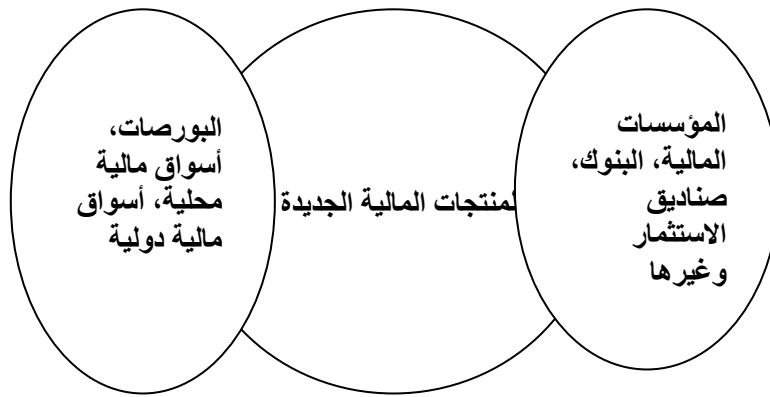 المؤسسات
المالية، البنوك،
صناديق
الاستثمار
وغيرها
لمنتجات المالية الجديدة
البورصات،
أسواق مالية
محلية، أسواق
مالية دولية